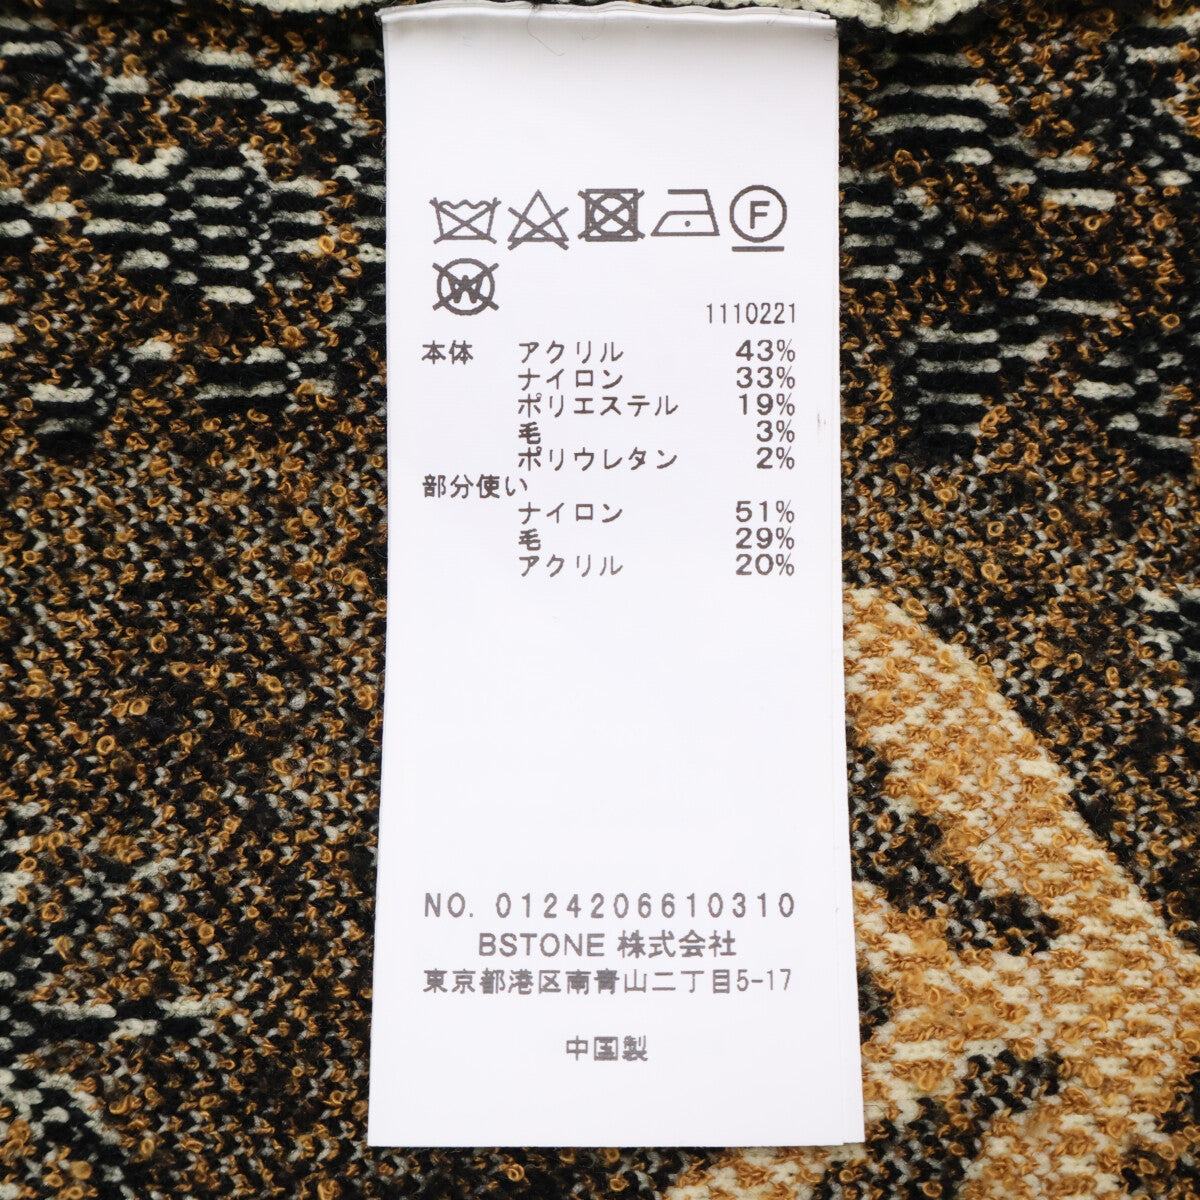 F
W
1110221
本体 アクリル 43%
ナイロン 33%
ポリエステル 19%
毛 3%
ポリウレタン 2%
部分使い
ナイロン 51%
毛 29%
アクリル 20%
NO. 0124206610310
BSTONE 株式会社
東京都港区南青山二丁目5-17
中国製